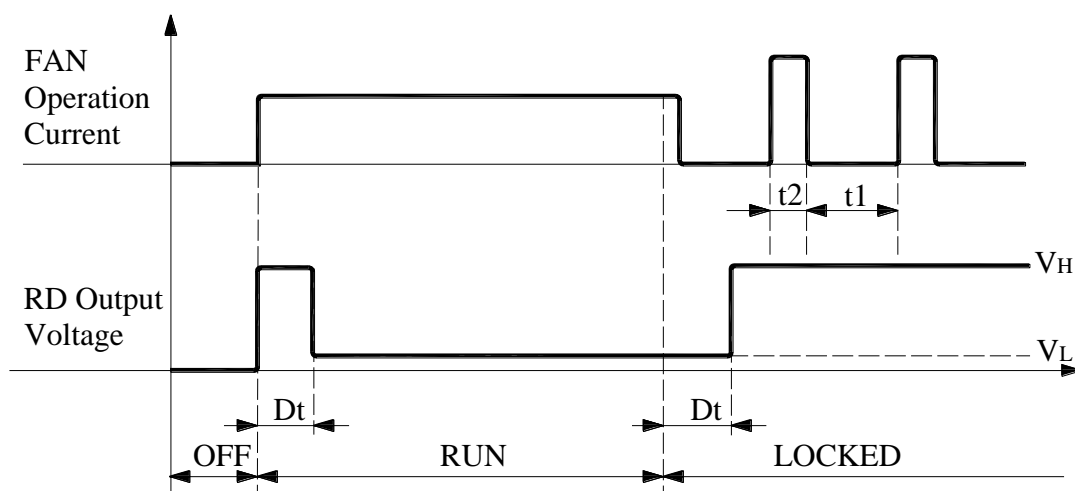 FAN
Operation
Current
t2
t1
VH
RD Output
Voltage
VL
Dt
Dt
OFF
RUN
LOCKED